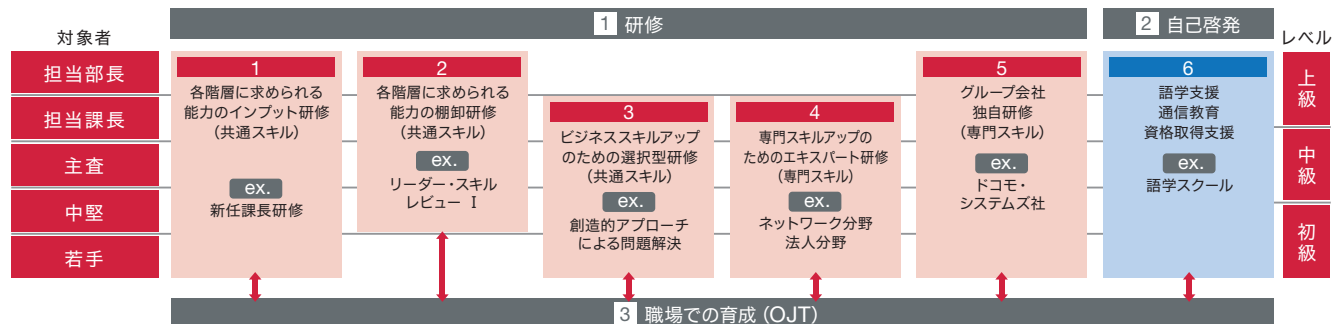 1 研修
2 自己啓発
対象者
レベル
担当部長
担当課長
主査
中堅
若手
1
各階層に求められる
能力のインプット研修
(共通スキル)
ex.
新任課長研修
2
各階層に求められる
能力の棚卸研修
(共通スキル)
ex.
リーダー・スキル
レビュー Ⅰ
3
ビジネススキルアップ
のための選択型研修
(共通スキル)
ex.
創造的アプローチ
による問題解決
4
専門スキルアップの
ためのエキスパート研修
(専門スキル)
ex.
ネットワーク分野
法人分野
5
グループ会社
独自研修
(専門スキル)
ex.
ドコモ・
システムズ社
6
語学支援
通信教育
資格取得支援
ex.
語学スクール
上級
中級
初級
3 職場での育成(OJT)